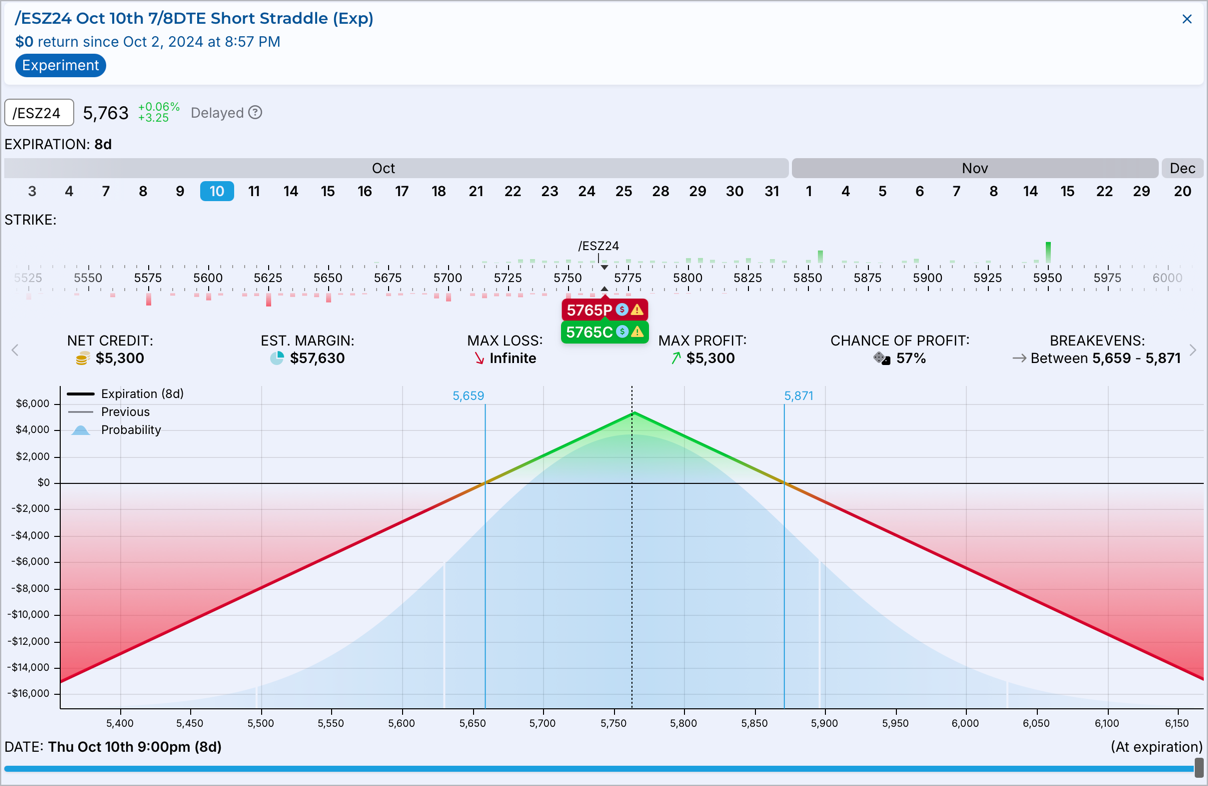 /ESZ24 Oct 10th 7/8DTE Short Straddle (Exp)
$0 return since Oct 2, 2024 at 8:57 PM
Experiment
/ESZ24 5,763 +0.06% +3.25 Delayed ?
EXPIRATION: 8d
Oct Nov Dec
3 4 7 8 9 10 11 14 15 16 17 18 21 22 23 24 25 28 29 30 31 1 4 5 6 7 8 14 15 22 29 20
STRIKE:
/ESZ24
5525 5550 5575 5600 5625 5650 5675 5700 5725 5750 5775 5800 5825 5850 5875 5900 5925 5950 5975 6000
5765P $
5765C $
NET CREDIT: EST. MARGIN: MAX LOSS: MAX PROFIT: CHANCE OF PROFIT: BREAKEVENS:
$5,300 $57,630 Infinite $5,300 57% Between 5,659 - 5,871
Expiration (8d)
Previous
Probability
5,659 5,871
$6,000
$4,000
$2,000
$0
-$2,000
-$4,000
-$6,000
-$8,000
-$10,000
-$12,000
-$14,000
-$16,000
5,400 5,450 5,500 5,550 5,600 5,650 5,700 5,750 5,800 5,850 5,900 5,950 6,000 6,050 6,100 6,150
DATE: Thu Oct 10th 9:00pm (8d) (At expiration)